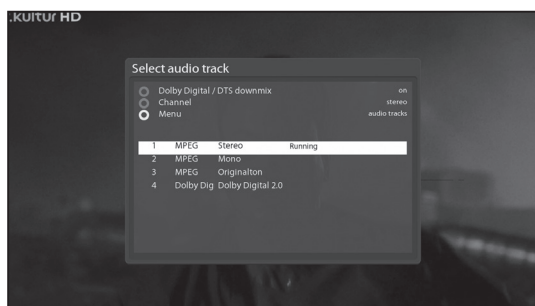 .kultur HD
Select audio track
Dolby Digital / DTS downmix on
Channel stereo
Menu audio tracks
1 MPEG Stereo Running
2 MPEG Mono
3 MPEG Originalton
4 Dolby Dig Dolby Digital 2.0